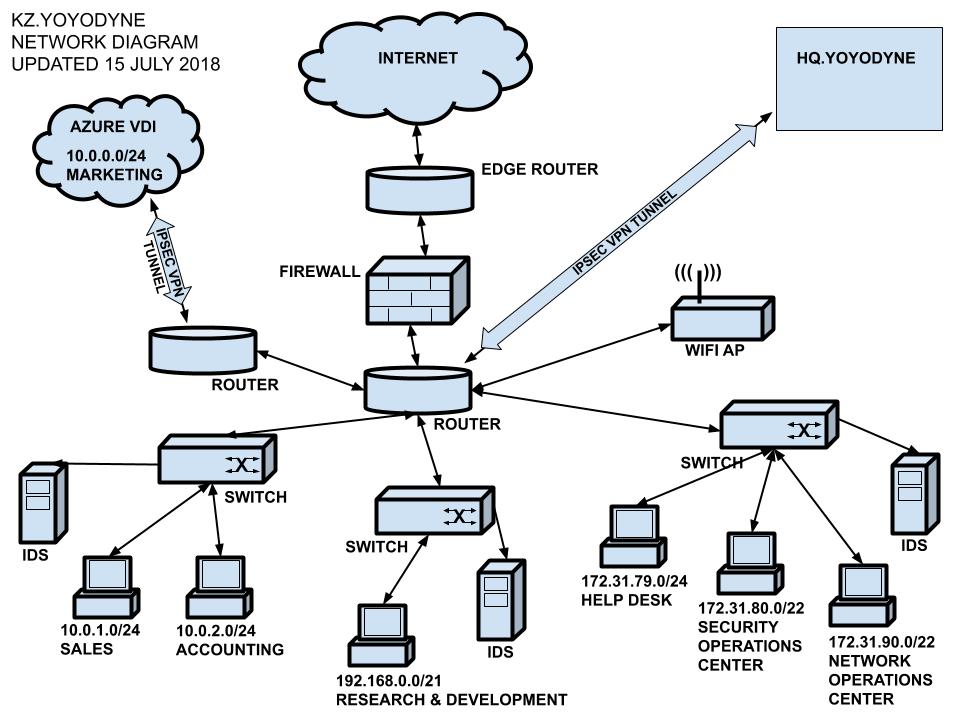 KZ.YOYODYNE
NETWORK DIAGRAM
UPDATED 15 JULY 2018
INTERNET
HQ.YOYODYNE
AZURE VDI
10.0.0.0/24
MARKETING
EDGE ROUTER
IPSEC VPN TUNNEL
IPSEC VPN
TUNNEL
FIREWALL
((( )))
WIFI AP
ROUTER
ROUTER
X
SWITCH
X
SWITCH
X
SWITCH
IDS
IDS
IDS
10.0.1.0/24
SALES
10.0.2.0/24
ACCOUNTING
192.168.0.0/21
RESEARCH & DEVELOPMENT
172.31.79.0/24
HELP DESK
172.31.80.0/22
SECURITY
OPERATIONS
CENTER
172.31.90.0/22
NETWORK
OPERATIONS
CENTER